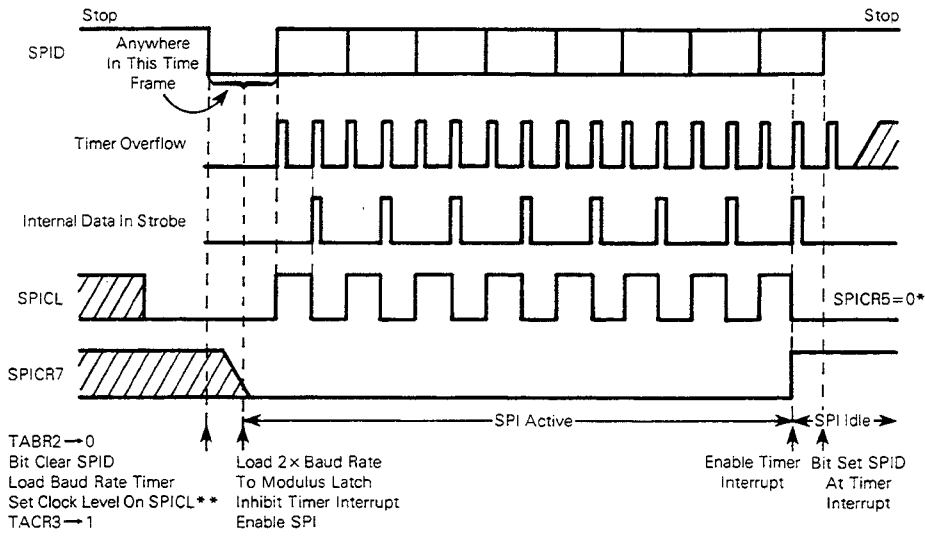 Stop
Stop
SPID
Anywhere
In This Time
Frame
Timer Overflow
Internal Data In Strobe
SPICL
SPICR5=0*
SPICR7
SPI Active
SPI Idle
TABR2→0
Bit Clear SPID
Load Baud Rate Timer
Set Clock Level On SPICL**
TACR3→1
Load 2× Baud Rate
To Modulus Latch
Inhibit Timer Interrupt
Enable SPI
Enable Timer
Interrupt
Bit Set SPID
At Timer
Interrupt